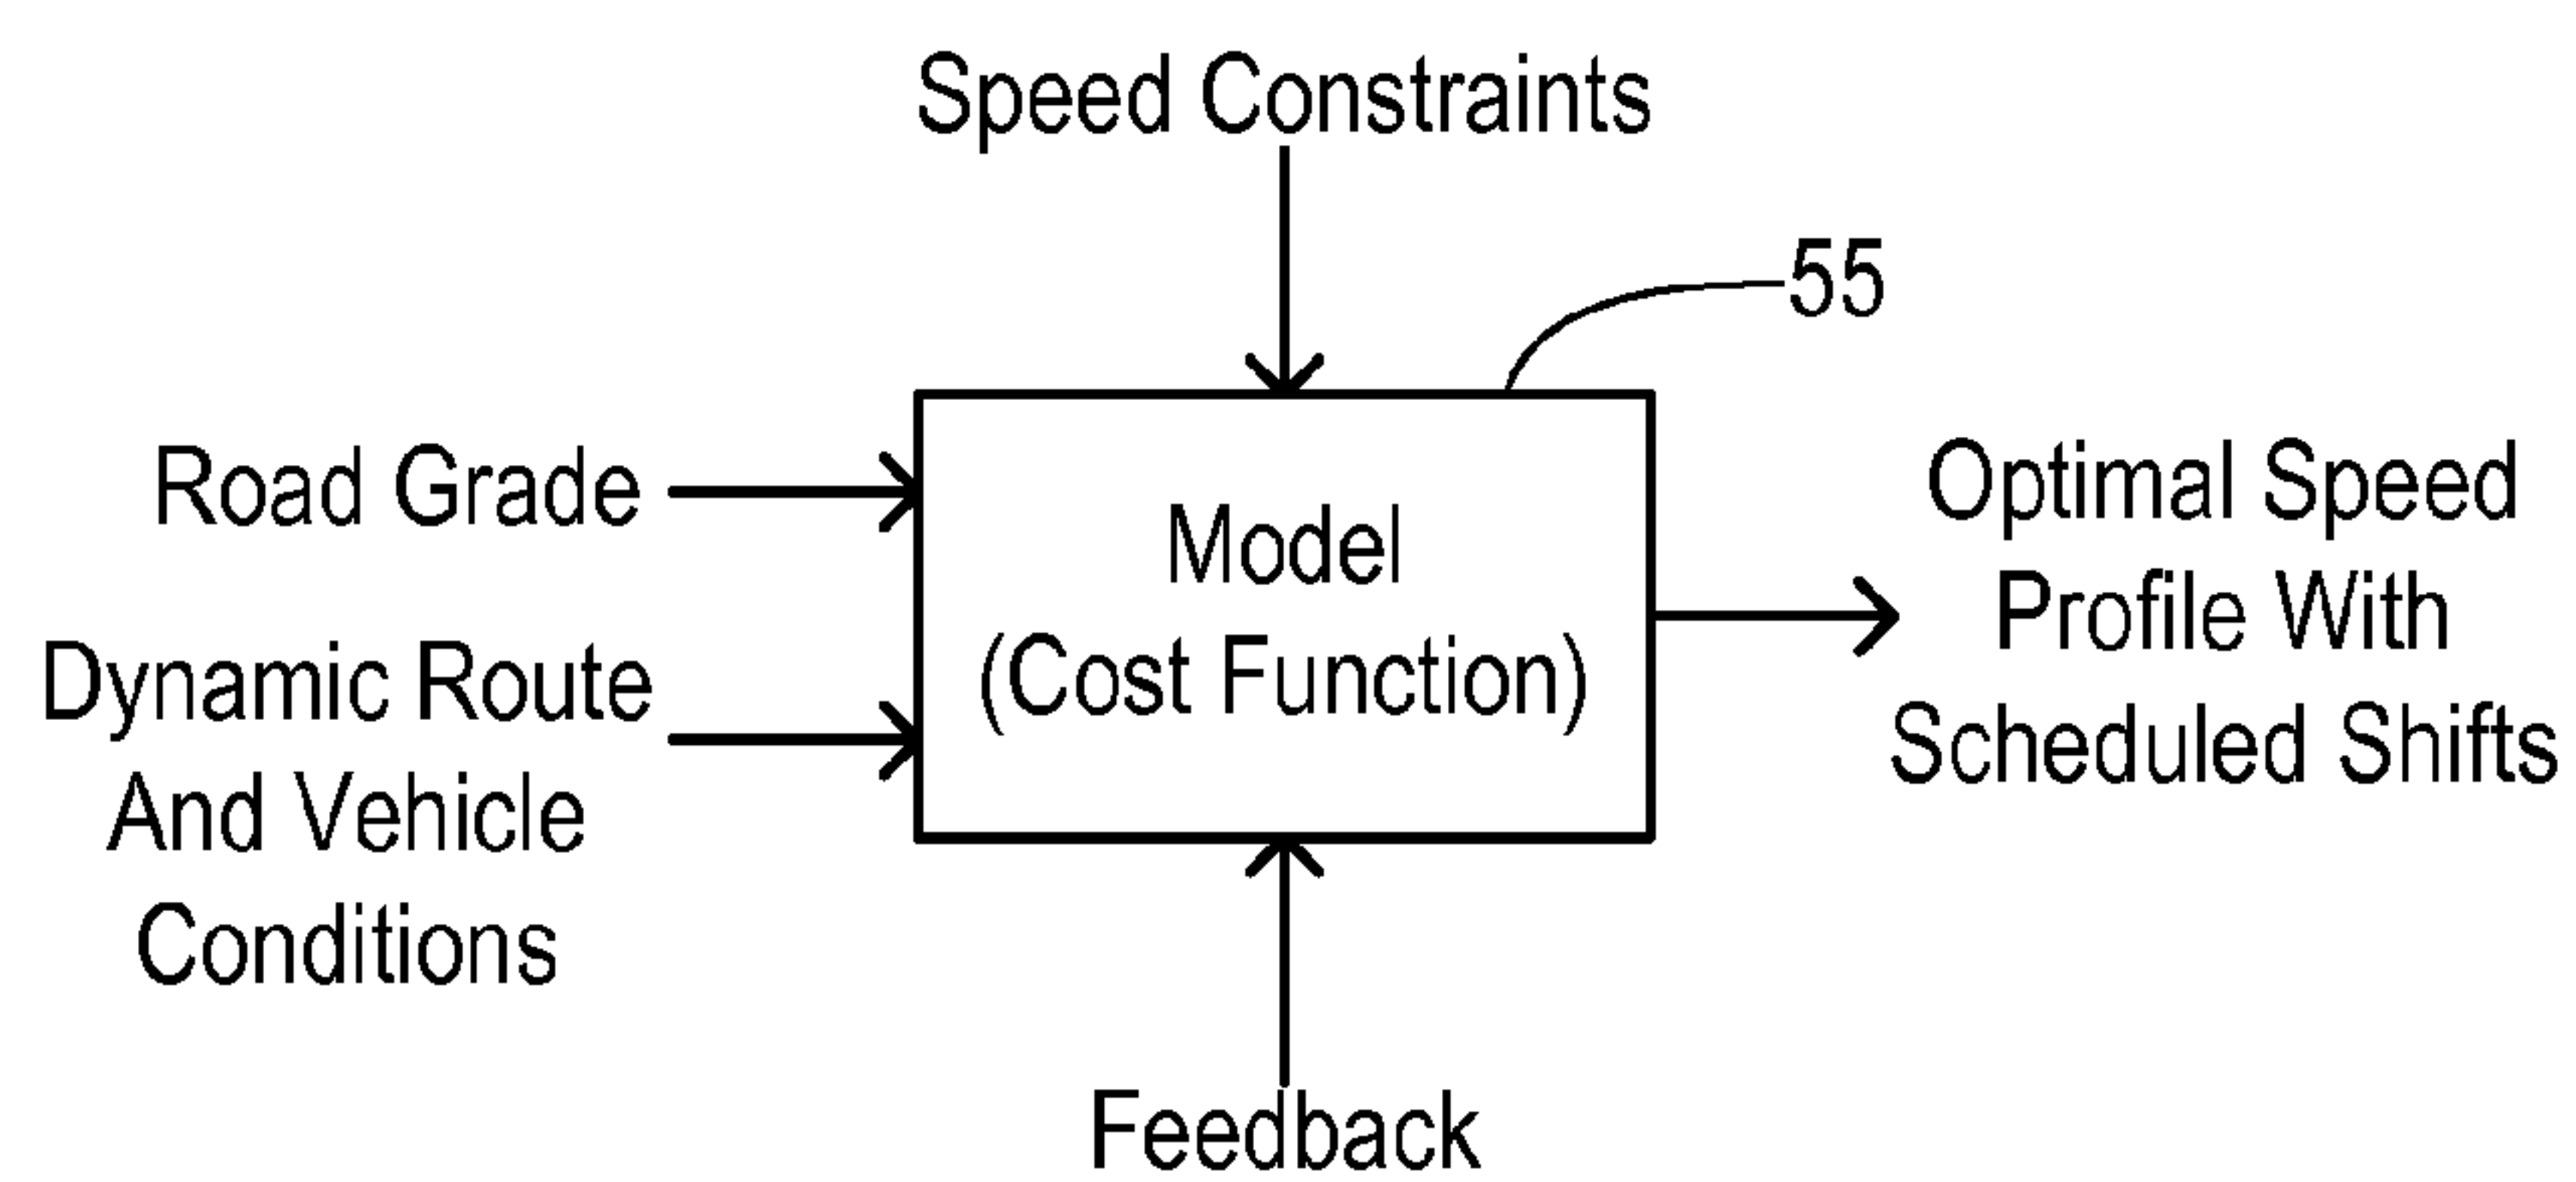 Speed Constraints
55
Road Grade
Dynamic Route
And Vehicle
Conditions
Model
(Cost Function)
Optimal Speed
Profile With
Scheduled Shifts
Feedback